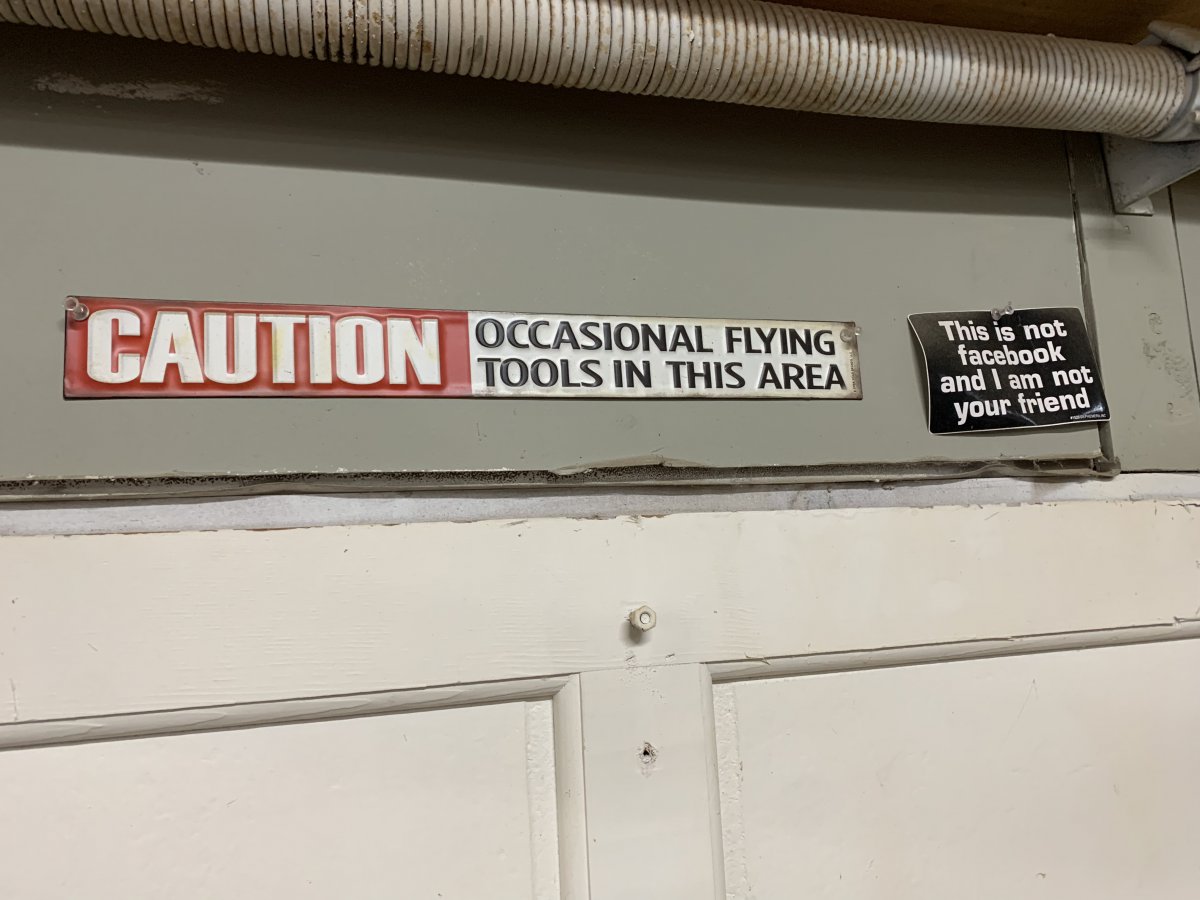 CAUTION
OCCASIONAL FLYING
TOOLS IN THIS AREA
This is not
facebook
and I am not
your friend